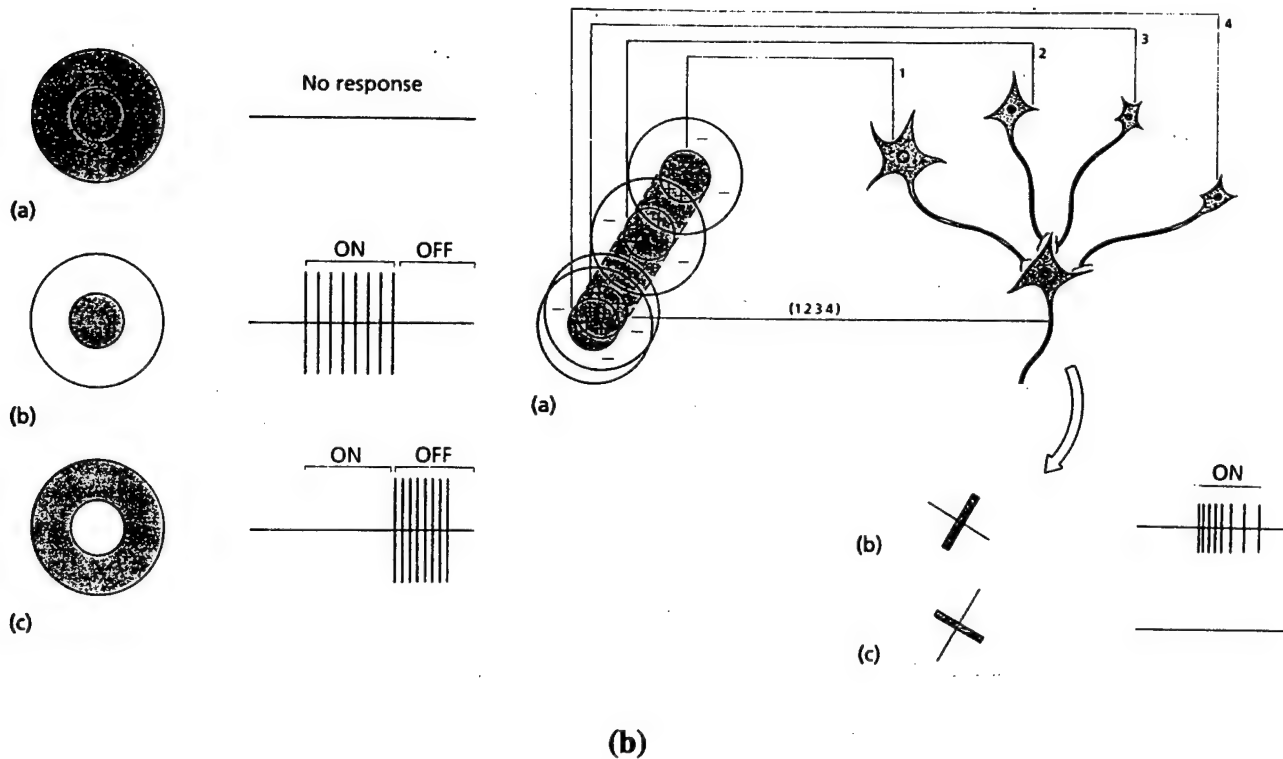 No response
(a)
ON OFF
(b)
ON OFF
(c)
1
2
3
4
(1 2 3 4)
(a)
ON
(b)
(c)
(b)